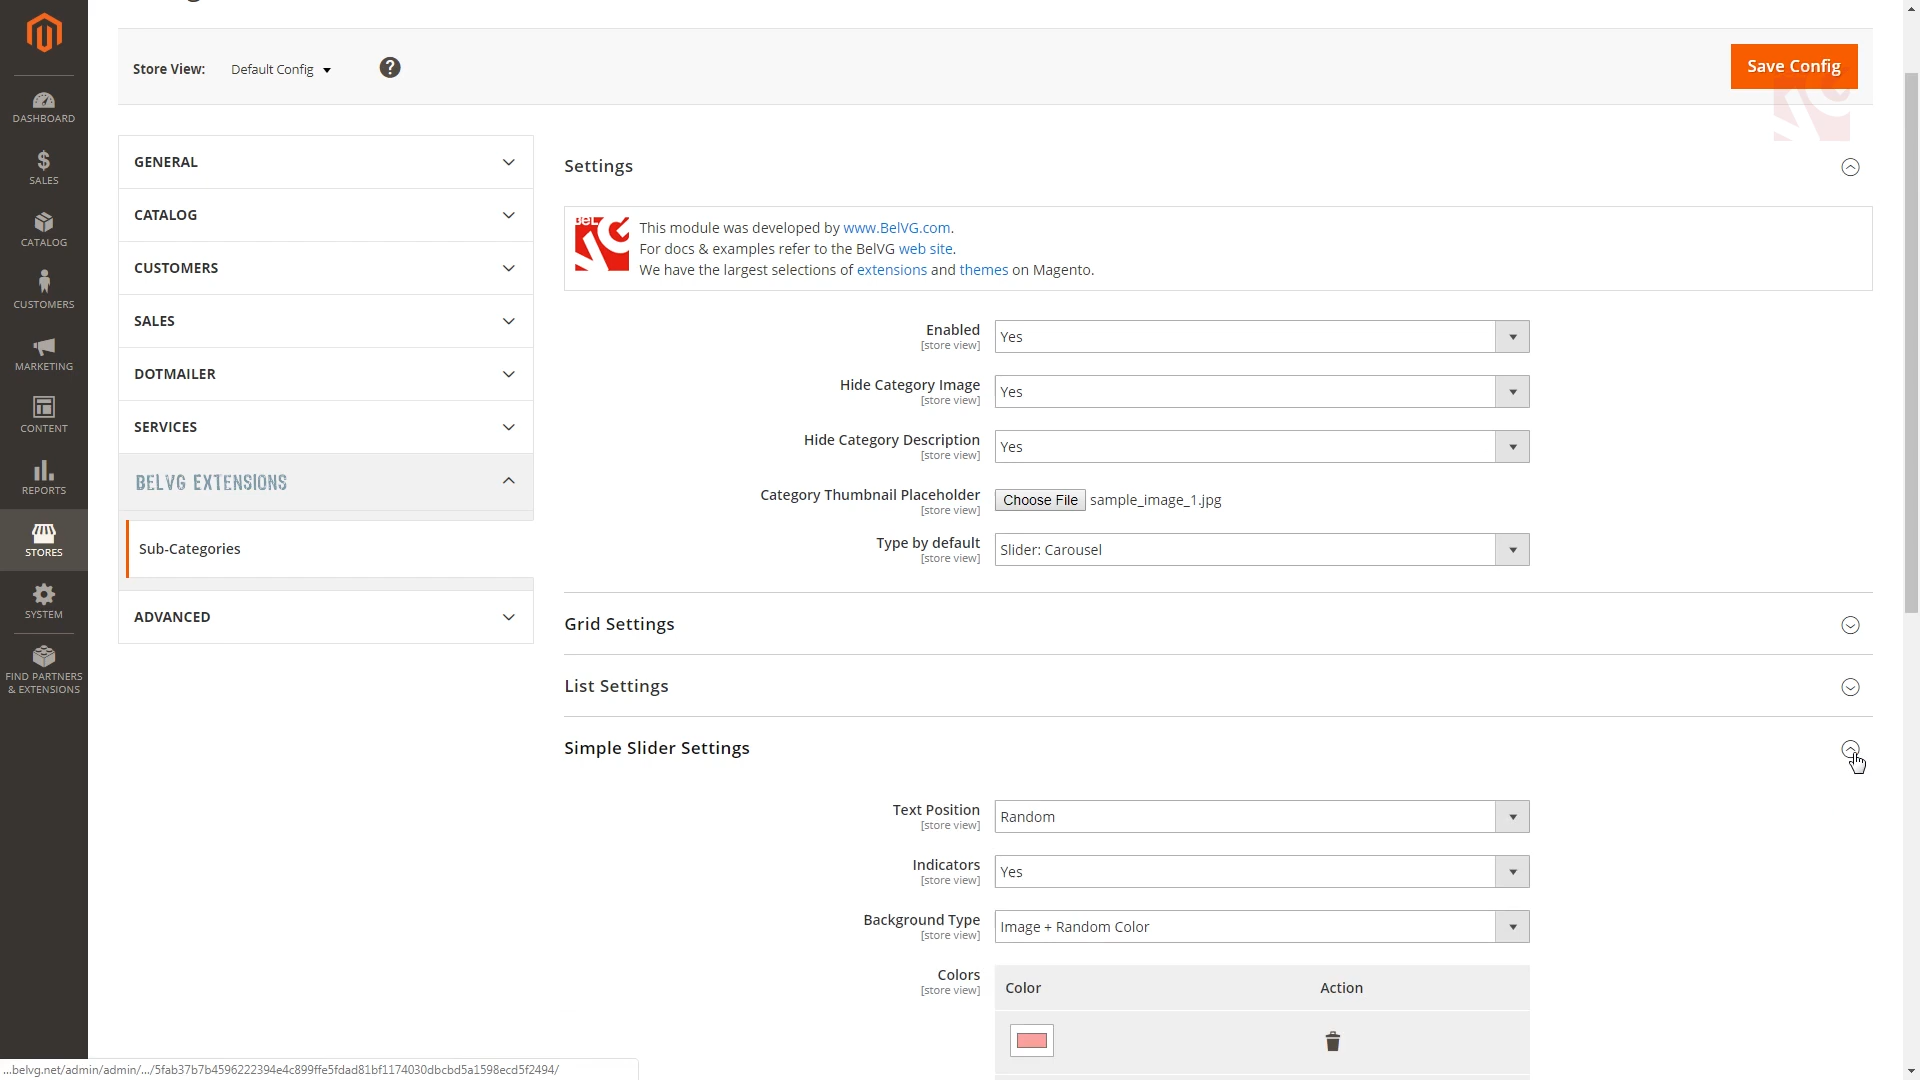 Store View:
Default Config
?
Save Config
DASHBOARD
$
SALES
CATALOG
CUSTOMERS
MARKETING
CONTENT
REPORTS
STORES
SYSTEM
FIND PARTNERS
& EXTENSIONS
GENERAL
CATALOG
CUSTOMERS
SALES
DOTMAILER
SERVICES
BELVG EXTENSIONS
Sub-Categories
ADVANCED
Settings
This module was developed by www.BelVG.com.
For docs & examples refer to the BelVG web site.
We have the largest selections of extensions and themes on Magento.
Enabled
[store view]
Yes
Hide Category Image
[store view]
Yes
Hide Category Description
[store view]
Yes
Category Thumbnail Placeholder
[store view]
Choose File sample_image_1.jpg
Type by default
[store view]
Slider: Carousel
Grid Settings
List Settings
Simple Slider Settings
Text Position
[store view]
Random
Indicators
[store view]
Yes
Background Type
[store view]
Image + Random Color
Colors
[store view]
Color Action
...belvg.net/admin/admin/.../5fab37b7b4596222394e4c899ffe5fdad81bf1174030dbcbd5a1598ecd5f2494/